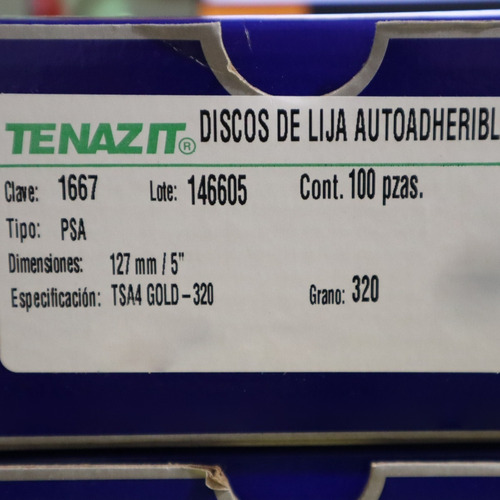 TENAZIT® DISCOS DE LIJA AUTOADHERIBL
Clave: 1667 Lote: 146605 Cont. 100 pzas.
Tipo: PSA
Dimensiones: 127 mm / 5"
Especificación: TSA4 GOLD-320 Grano: 320